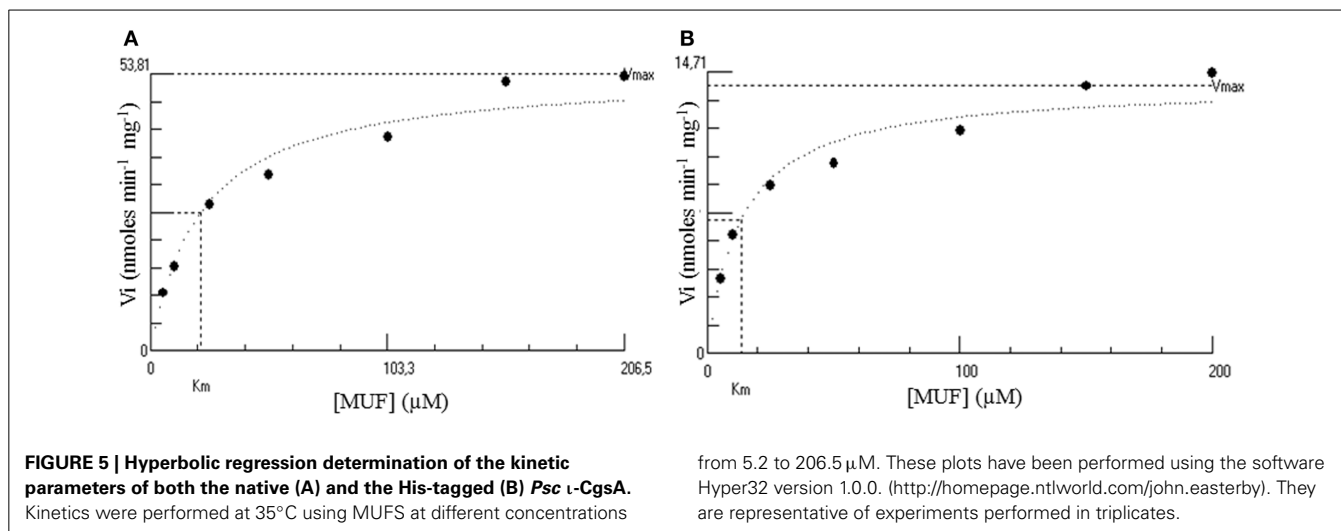 A
53,81
Vmax
0
Vi (nmoles min⁻¹ mg⁻¹)
0
0
103,3
206,5
Km
[MUF] (µM)
B
14,71
Vmax
0
Vi (nmoles min⁻¹ mg⁻¹)
0
0
100
200
Km
[MUF] (µM)
FIGURE 5 | Hyperbolic regression determination of the kinetic
parameters of both the native (A) and the His-tagged (B) Psc ι-CgsA.
Kinetics were performed at 35°C using MUFS at different concentrations
from 5.2 to 206.5 µM. These plots have been performed using the software
Hyper32 version 1.0.0. (http://homepage.ntlworld.com/john.easterby). They
are representative of experiments performed in triplicates.